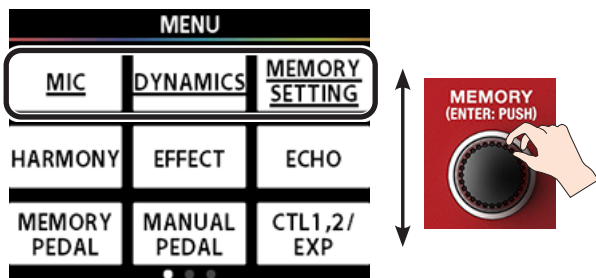 MENU
MIC DYNAMICS MEMORY
SETTING
HARMONY EFFECT ECHO
MEMORY
PEDAL
MANUAL
PEDAL
CTL1,2/
EXP
MEMORY
(ENTER: PUSH)